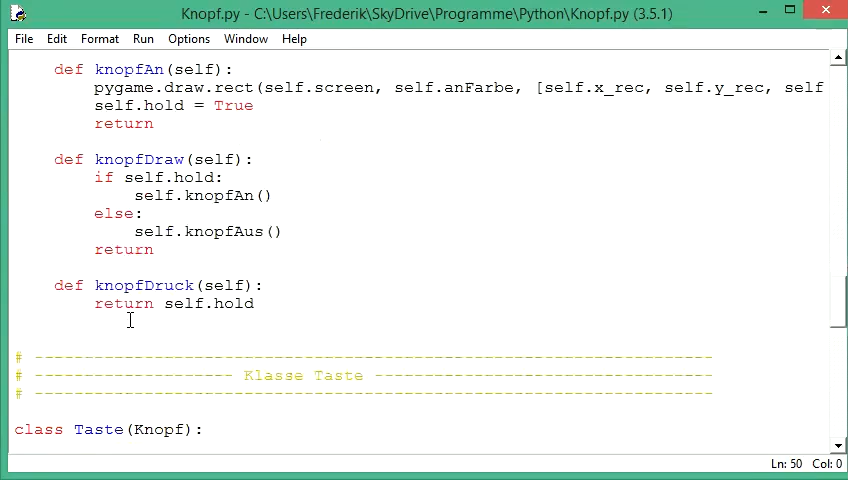 Knopf.py - C:\Users\Frederik\SkyDrive\Programme\Python\Knopf.py (3.5.1)
File Edit Format Run Options Window Help
def knopfAn(self):
pygame.draw.rect(self.screen, self.anFarbe, [self.x_rec, self.y_rec, self
self.hold = True
return
def knopfDraw(self):
if self.hold:
self.knopfAn()
else:
self.knopfAus()
return
def knopfDruck(self):
return self.hold
# --------------------------------------------------------------------
# -------------------- Klasse Taste ----------------------------------
# --------------------------------------------------------------------
class Taste(Knopf):
Ln: 50 Col: 0